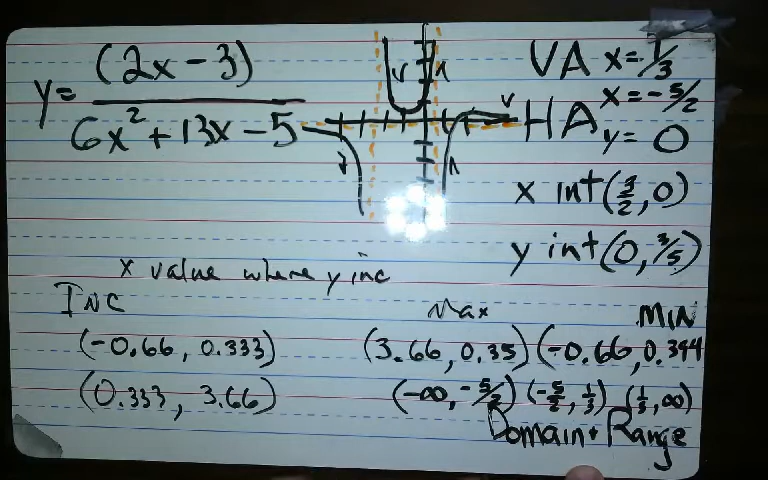 y = (2x - 3) / 6x² + 13x - 5
VA x = 1/3
x = -5/2
HA y = 0
x int (3/2, 0)
y int (0, 3/5)
x value where y inc
INC
(-0.66, 0.333)
(0.333, 3.66)
Max
(3.66, 0.35)
MIN
(-0.66, 0.394
(-∞, -5/2) (-5/2, 1/3) (1/3, ∞)
Domain + Range